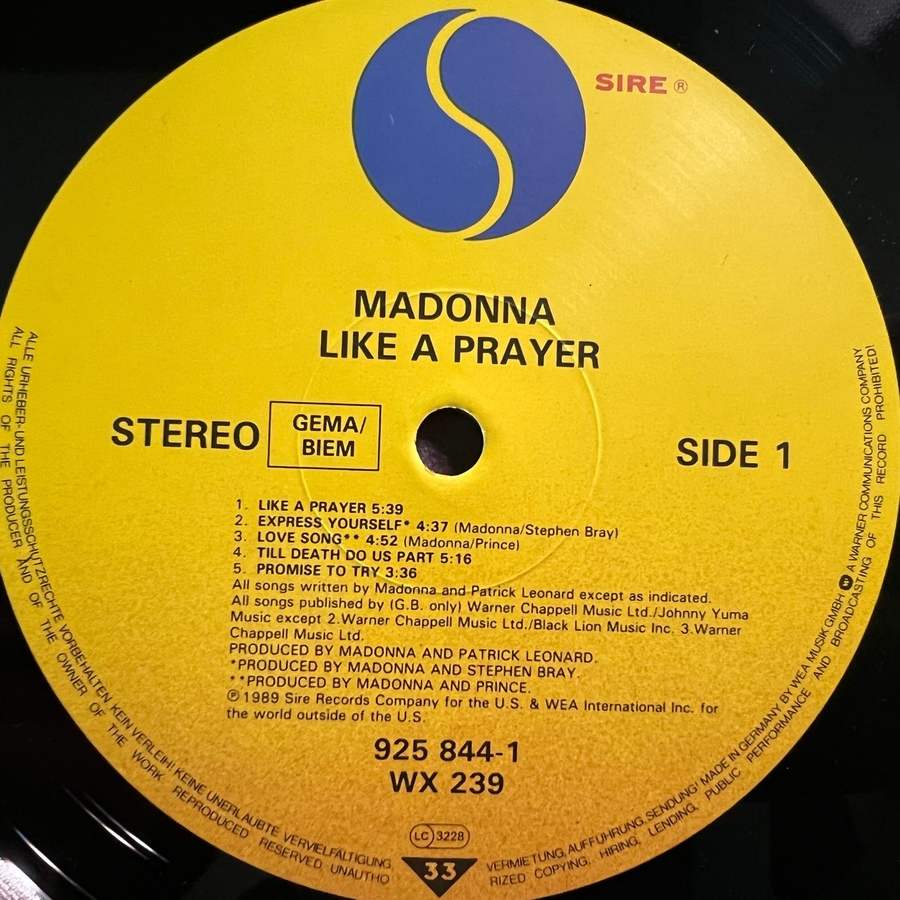 SIRE ®
MADONNA
LIKE A PRAYER
STEREO
GEMA/
BIEM
SIDE 1
1. LIKE A PRAYER 5:39
2. EXPRESS YOURSELF* 4:37 (Madonna/Stephen Bray)
3. LOVE SONG** 4:52 (Madonna/Prince)
4. TILL DEATH DO US PART 5:16
5. PROMISE TO TRY 3:36
All songs written by Madonna and Patrick Leonard except as indicated.
All songs published by (G.B. only) Warner Chappell Music Ltd./Johnny Yuma
Music except 2.Warner Chappell Music Ltd./Black Lion Music Inc. 3.Warner
Chappell Music Ltd.
PRODUCED BY MADONNA AND PATRICK LEONARD.
*PRODUCED BY MADONNA AND STEPHEN BRAY.
**PRODUCED BY MADONNA AND PRINCE.
℗ 1989 Sire Records Company for the U.S. & WEA International Inc. for
the world outside of the U.S.
925 844-1
WX 239
LC 3228
33
ALLE URHEBER- UND LEISTUNGSSCHUTZRECHTE VORBEHALTEN KEIN VERLEIH! KEINE UNERLAUBTE VERVIELFÄLTIGUNG, VERMIETUNG, AUFFÜHRUNG, SENDUNG! MADE IN GERMANY BY WEA MUSIK GMBH A WARNER COMMUNICATIONS COMPANY
ALL RIGHTS OF THE PRODUCER AND OF THE OWNER OF THE WORK REPRODUCED RESERVED. UNAUTHORIZED COPYING, HIRING, LENDING, PUBLIC PERFORMANCE AND BROADCASTING OF THIS RECORD PROHIBITED!